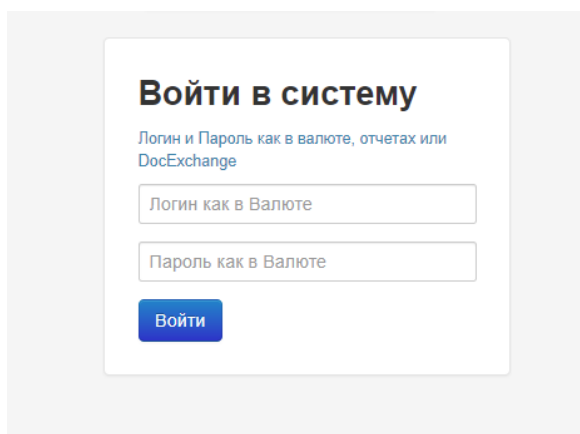 Войти в систему
Логин и Пароль как в валюте, отчетах или
DocExchange
Логин как в Валюте
Пароль как в Валюте
Войти